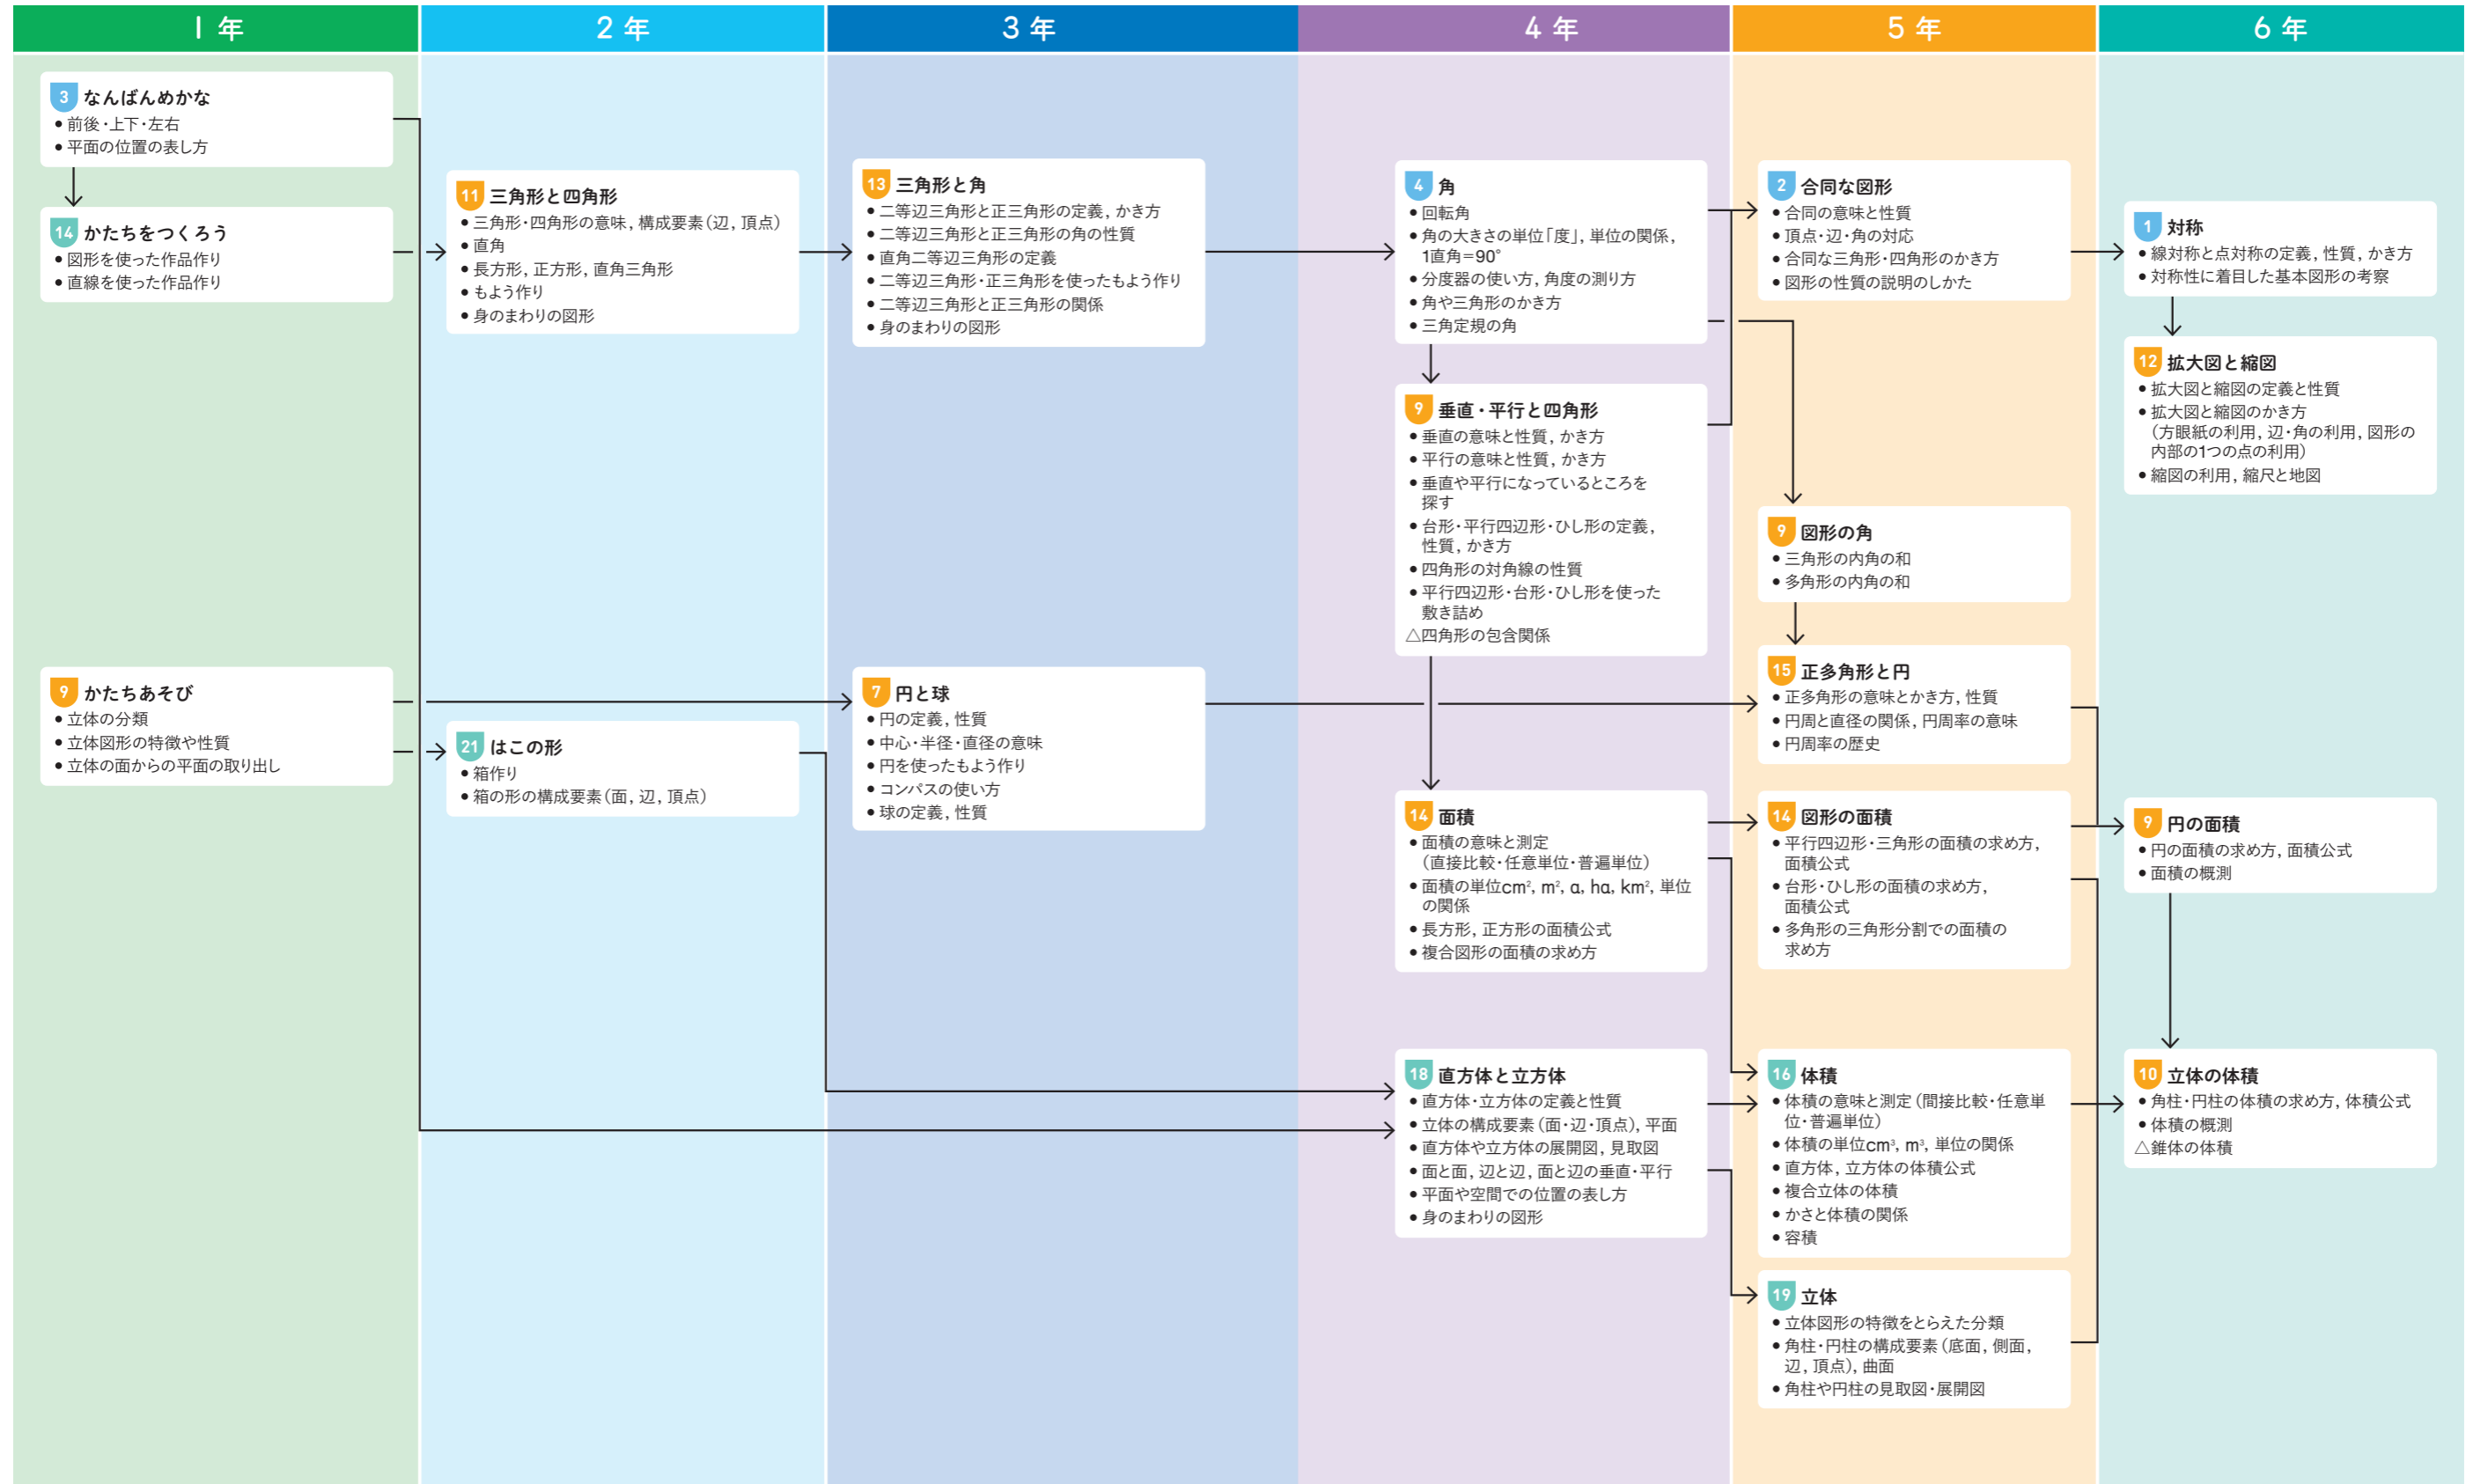 1 年
2 年
3 年
4 年
5 年
6 年
3 なんばんめかな
● 前後・上下・左右
● 平面の位置の表し方
14 かたちをつくろう
● 図形を使った作品作り
● 直線を使った作品作り
9 かたちあそび
● 立体の分類
● 立体図形の特徴や性質
● 立体の面からの平面の取り出し
11 三角形と四角形
● 三角形・四角形の意味，構成要素（辺，頂点）
● 直角
● 長方形，正方形，直角三角形
● もよう作り
● 身のまわりの図形
21 はこの形
● 箱作り
● 箱の形の構成要素（面，辺，頂点）
13 三角形と角
● 二等辺三角形と正三角形の定義，かき方
● 二等辺三角形と正三角形の角の性質
● 直角二等辺三角形の定義
● 二等辺三角形・正三角形を使ったもよう作り
● 二等辺三角形と正三角形の関係
● 身のまわりの図形
7 円と球
● 円の定義，性質
● 中心・半径・直径の意味
● 円を使ったもよう作り
● コンパスの使い方
● 球の定義，性質
4 角
● 回転角
● 角の大きさの単位「度」，単位の関係，
1直角＝90°
● 分度器の使い方，角度の測り方
● 角や三角形のかき方
● 三角定規の角
9 垂直・平行と四角形
● 垂直の意味と性質，かき方
● 平行の意味と性質，かき方
● 垂直や平行になっているところを
探す
● 台形・平行四辺形・ひし形の定義，
性質，かき方
● 四角形の対角線の性質
● 平行四辺形・台形・ひし形を使った
敷き詰め
△四角形の包含関係
14 面積
● 面積の意味と測定
（直接比較・任意単位・普遍単位）
● 面積の単位cm²，m²，a，ha，km²，単位
の関係
● 長方形，正方形の面積公式
● 複合図形の面積の求め方
18 直方体と立方体
● 直方体・立方体の定義と性質
● 立体の構成要素（面・辺・頂点），平面
● 直方体や立方体の展開図，見取図
● 面と面，辺と辺，面と辺の垂直・平行
● 平面や空間での位置の表し方
● 身のまわりの図形
2 合同な図形
● 合同の意味と性質
● 頂点・辺・角の対応
● 合同な三角形・四角形のかき方
● 図形の性質の説明のしかた
9 図形の角
● 三角形の内角の和
● 多角形の内角の和
15 正多角形と円
● 正多角形の意味とかき方，性質
● 円周と直径の関係，円周率の意味
● 円周率の歴史
14 図形の面積
● 平行四辺形・三角形の面積の求め方，
面積公式
● 台形・ひし形の面積の求め方，
面積公式
● 多角形の三角形分割での面積の
求め方
16 体積
● 体積の意味と測定（間接比較・任意単
位・普遍単位）
● 体積の単位cm³，m³，単位の関係
● 直方体，立方体の体積公式
● 複合立体の体積
● かさと体積の関係
● 容積
19 立体
● 立体図形の特徴をとらえた分類
● 角柱・円柱の構成要素（底面，側面，
辺，頂点），曲面
● 角柱や円柱の見取図・展開図
1 対称
● 線対称と点対称の定義，性質，かき方
● 対称性に着目した基本図形の考察
12 拡大図と縮図
● 拡大図と縮図の定義と性質
● 拡大図と縮図のかき方
（方眼紙の利用，辺・角の利用，図形の
内部の1つの点の利用）
● 縮図の利用，縮尺と地図
9 円の面積
● 円の面積の求め方，面積公式
● 面積の概測
10 立体の体積
● 角柱・円柱の体積の求め方，体積公式
● 体積の概測
△錐体の体積